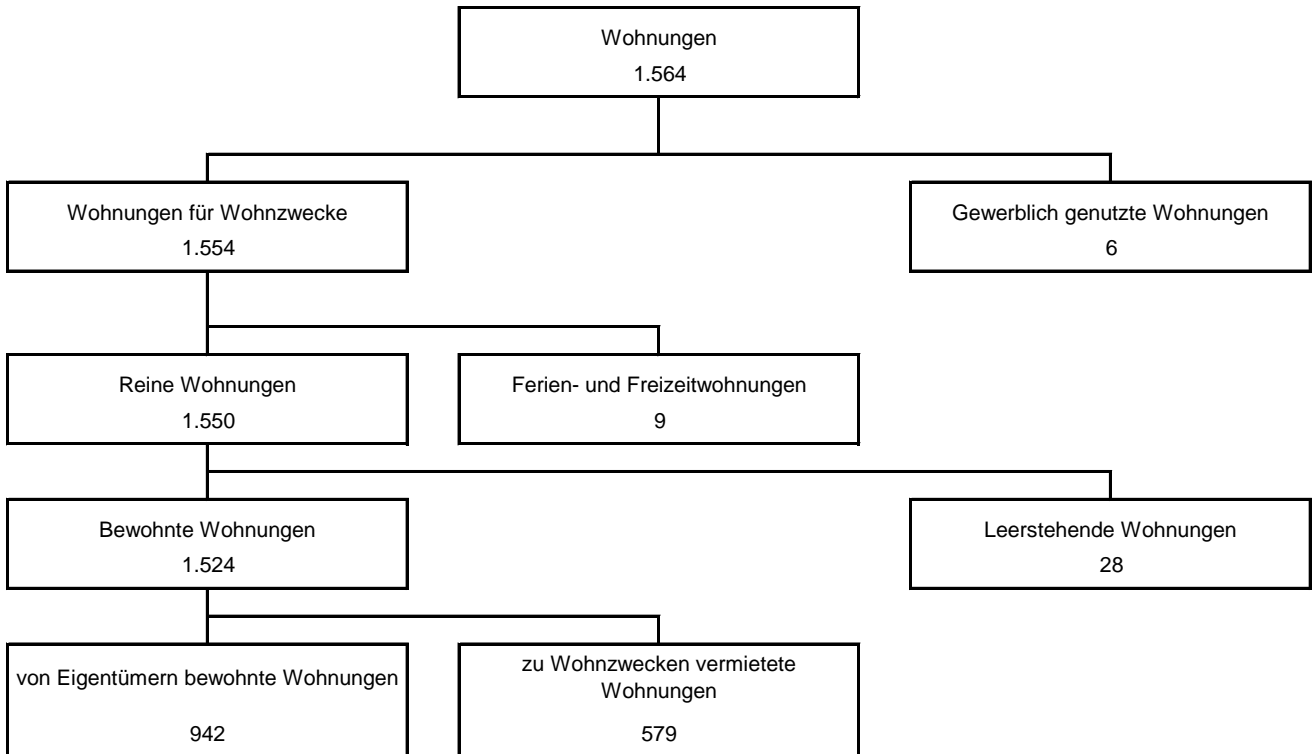 Wohnungen
1.564
Wohnungen für Wohnzwecke
1.554
Gewerblich genutzte Wohnungen
6
Reine Wohnungen
1.550
Ferien- und Freizeitwohnungen
9
Bewohnte Wohnungen
1.524
Leerstehende Wohnungen
28
von Eigentümern bewohnte Wohnungen
942
zu Wohnzwecken vermietete
Wohnungen
579